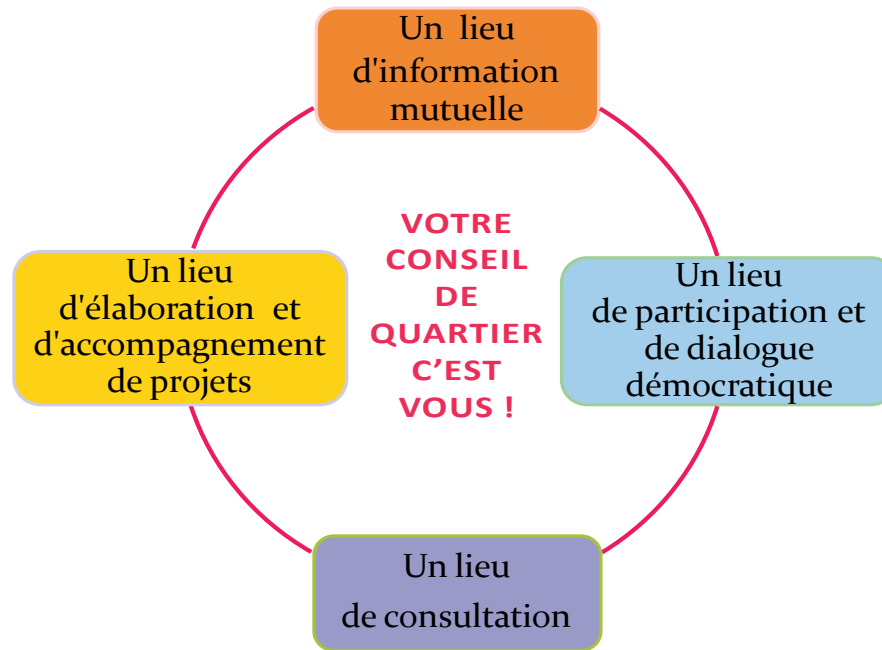 Un lieu
d'information
mutuelle
VOTRE
CONSEIL
DE
QUARTIER
C’EST
VOUS !
Un lieu
d'élaboration et
d'accompagnement
de projets
Un lieu
de participation et
de dialogue
démocratique
Un lieu
de consultation